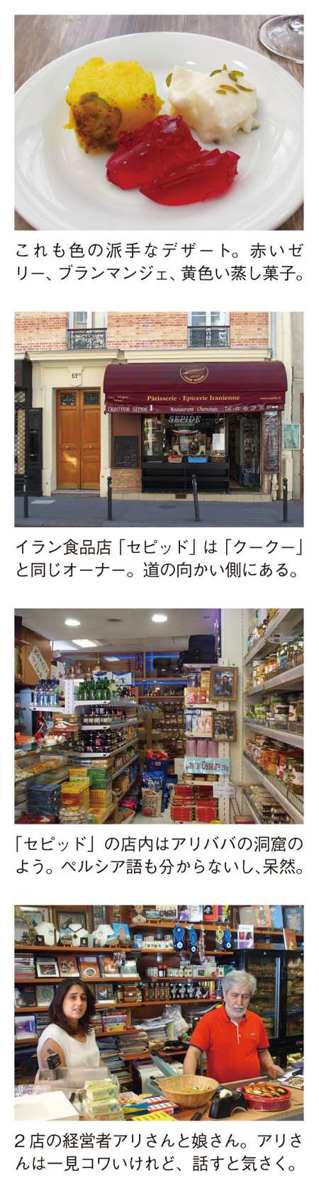 これも色の派手なデザート。赤いゼ
リー、ブランマンジェ、黄色い蒸し菓子。
Pâtisserie - Epicerie Iranienne
SEPIDE
イラン食品店「セピッド」は「クークー」
と同じオーナー。道の向かい側にある。
「セピッド」の店内はアリババの洞窟の
よう。ペルシア語も分からないし、呆然。
2店の経営者アリさんと娘さん。アリさ
んは一見コワいけれど、話すと気さく。